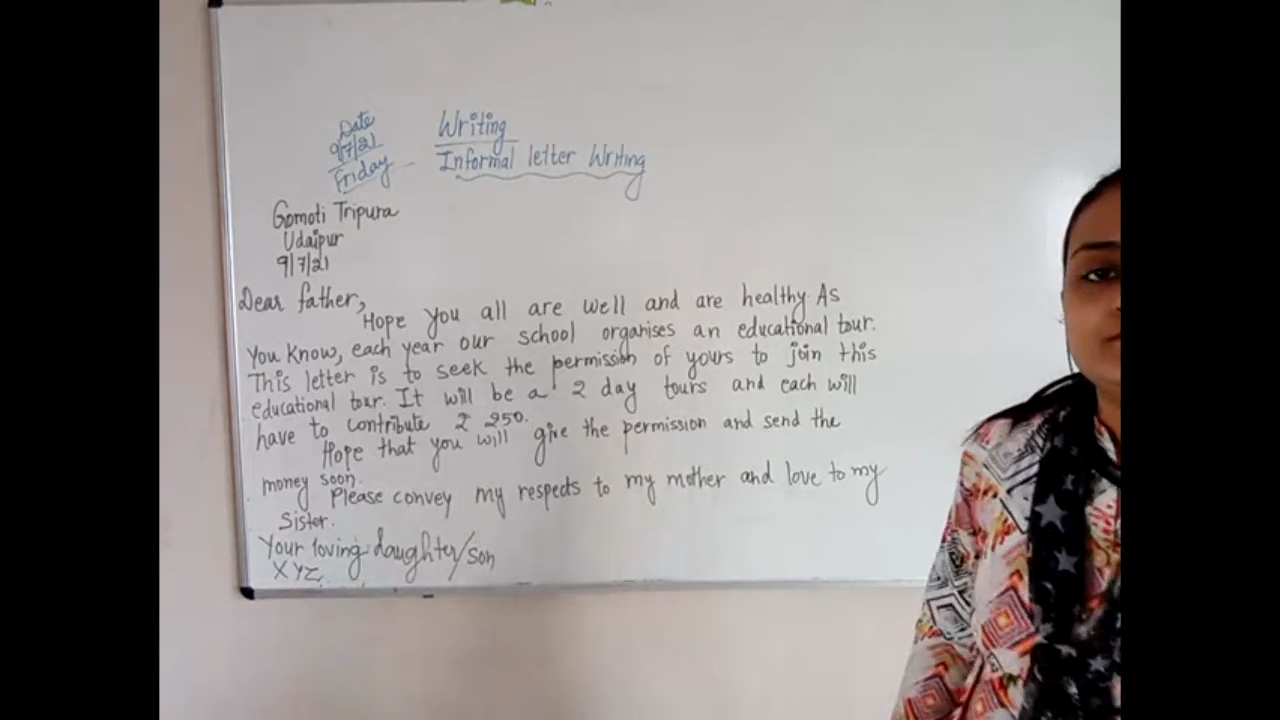 Date
9/7/21
Friday
Writing
Informal letter Writing
Gomoti Tripura
Udaipur
9/7/21
Dear father,
Hope you all are well and are healthy. As
You know, each year our school organises an educational tour.
This letter is to seek the permission of yours to join this
educational tour. It will be a 2 day tours and each will
have to contribute ₹ 250.
Hope that you will give the permission and send the
money soon.
Please convey my respects to my mother and love to my
Sister.
Your loving daughter/son
XYZ